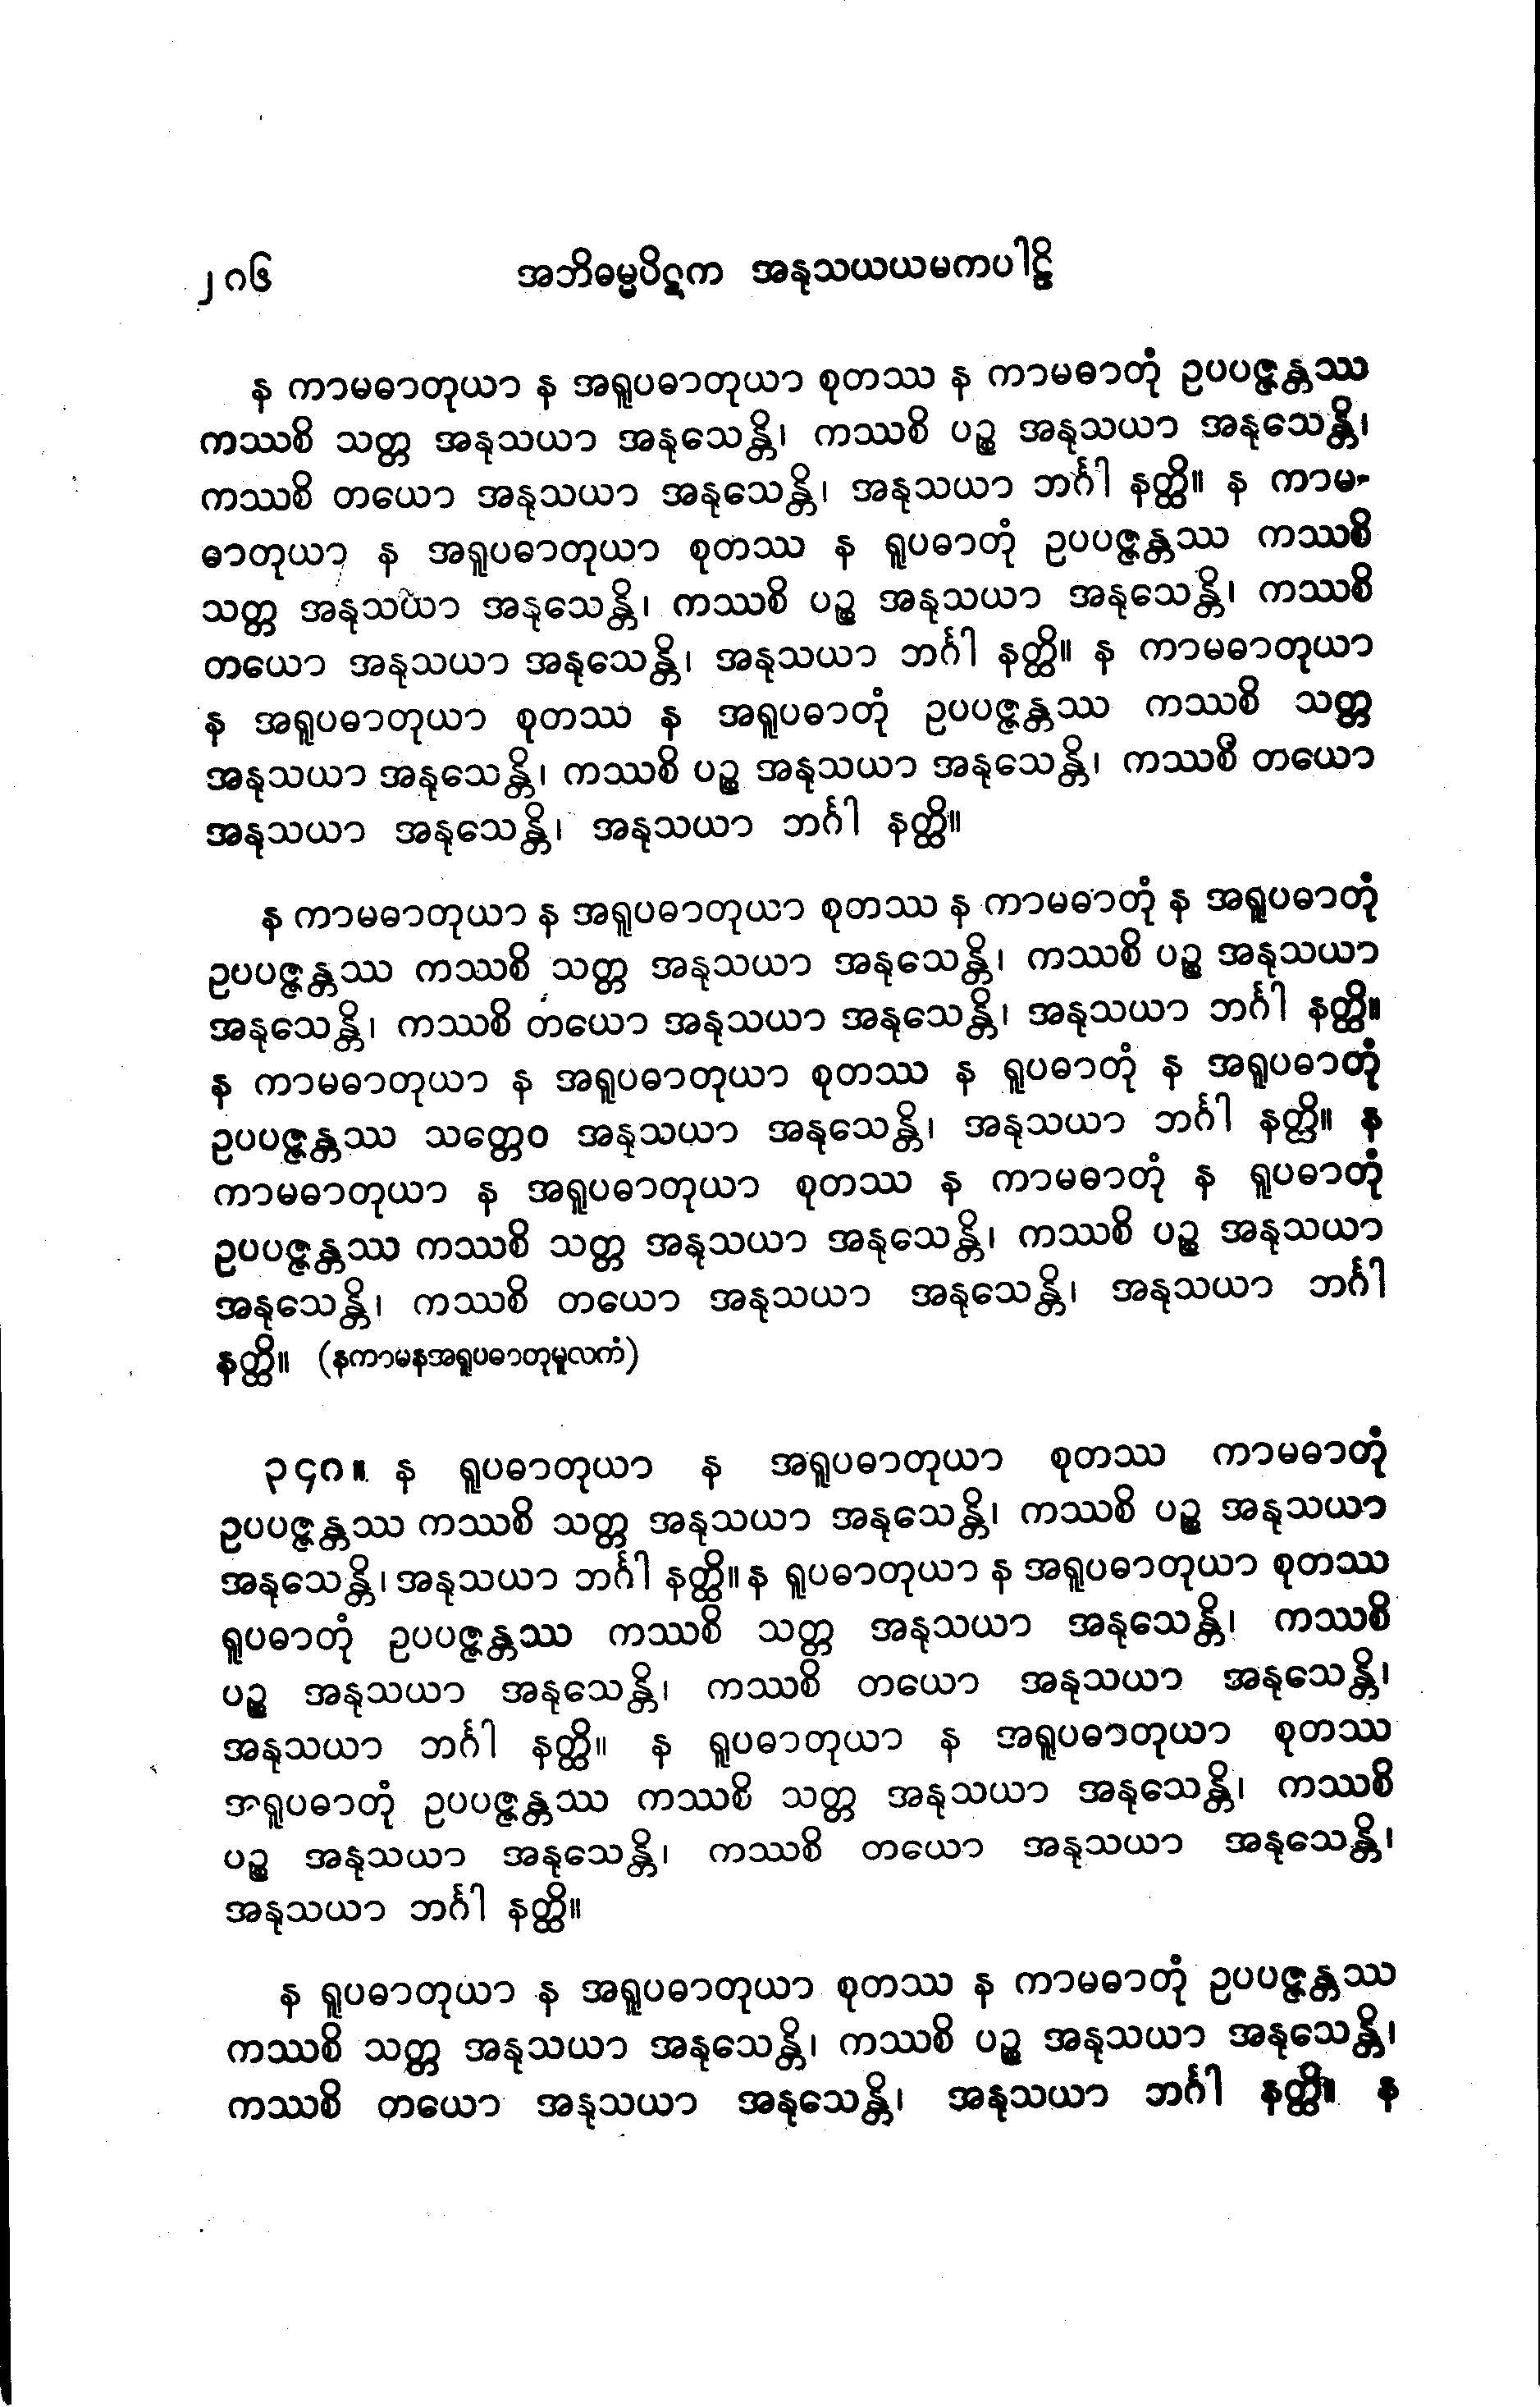 ၂၈၆ အဘိဓမ္မပိဋက အနုသယယမကပါဠိ
န ကာမဓာတုယာ န အရူပဓာတုယာ စုတဿ န ကာမဓာတုံ ဥပပဇ္ဇန္တဿ
ကဿစိ သတ္တ အနုသယာ အနုသေန္တိ၊ ကဿစိ ပဉ္စ အနုသယာ အနုသေန္တိ၊
ကဿစိ တယော အနုသယာ အနုသေန္တိ၊ အနုသယာ ဘင်္ဂါ နတ္ထိ။ န ကာမ-
ဓာတုယာ န အရူပဓာတုယာ စုတဿ န ရူပဓာတုံ ဥပပဇ္ဇန္တဿ ကဿစိ
သတ္တ အနုသယာ အနုသေန္တိ၊ ကဿစိ ပဉ္စ အနုသယာ အနုသေန္တိ၊ ကဿစိ
တယော အနုသယာ အနုသေန္တိ၊ အနုသယာ ဘင်္ဂါ နတ္ထိ။ န ကာမဓာတုယာ
န အရူပဓာတုယာ စုတဿ န အရူပဓာတုံ ဥပပဇ္ဇန္တဿ ကဿစိ သတ္တ
အနုသယာ အနုသေန္တိ၊ ကဿစိ ပဉ္စ အနုသယာ အနုသေန္တိ၊ ကဿစိ တယော
အနုသယာ အနုသေန္တိ၊ အနုသယာ ဘင်္ဂါ နတ္ထိ။
န ကာမဓာတုယာ န အရူပဓာတုယာ စုတဿ န ကာမဓာတုံ န အရူပဓာတုံ
ဥပပဇ္ဇန္တဿ ကဿစိ သတ္တ အနုသယာ အနုသေန္တိ၊ ကဿစိ ပဉ္စ အနုသယာ
အနုသေန္တိ၊ ကဿစိ တယော အနုသယာ အနုသေန္တိ၊ အနုသယာ ဘင်္ဂါ နတ္ထိ။
န ကာမဓာတုယာ န အရူပဓာတုယာ စုတဿ န ရူပဓာတုံ န အရူပဓာတုံ
ဥပပဇ္ဇန္တဿ သတ္တေဝ အနုသယာ အနုသေန္တိ၊ အနုသယာ ဘင်္ဂါ နတ္ထိ။ န
ကာမဓာတုယာ န အရူပဓာတုယာ စုတဿ န ကာမဓာတုံ န ရူပဓာတုံ
ဥပပဇ္ဇန္တဿ ကဿစိ သတ္တ အနုသယာ အနုသေန္တိ၊ ကဿစိ ပဉ္စ အနုသယာ
အနုသေန္တိ၊ ကဿစိ တယော အနုသယာ အနုသေန္တိ၊ အနုသယာ ဘင်္ဂါ
နတ္ထိ။ (နကာမနအရူပဓာတုမူလကံ)
၃၄၈။ န ရူပဓာတုယာ န အရူပဓာတုယာ စုတဿ ကာမဓာတုံ
ဥပပဇ္ဇန္တဿ ကဿစိ သတ္တ အနုသယာ အနုသေန္တိ၊ ကဿစိ ပဉ္စ အနုသယာ
အနုသေန္တိ၊ အနုသယာ ဘင်္ဂါ နတ္ထိ။ န ရူပဓာတုယာ န အရူပဓာတုယာ စုတဿ
ရူပဓာတုံ ဥပပဇ္ဇန္တဿ ကဿစိ သတ္တ အနုသယာ အနုသေန္တိ၊ ကဿစိ
ပဉ္စ အနုသယာ အနုသေန္တိ၊ ကဿစိ တယော အနုသယာ အနုသေန္တိ၊
အနုသယာ ဘင်္ဂါ နတ္ထိ။ န ရူပဓာတုယာ န အရူပဓာတုယာ စုတဿ
အရူပဓာတုံ ဥပပဇ္ဇန္တဿ ကဿစိ သတ္တ အနုသယာ အနုသေန္တိ၊ ကဿစိ
ပဉ္စ အနုသယာ အနုသေန္တိ၊ ကဿစိ တယော အနုသယာ အနုသေန္တိ၊
အနုသယာ ဘင်္ဂါ နတ္ထိ။
န ရူပဓာတုယာ န အရူပဓာတုယာ စုတဿ န ကာမဓာတုံ ဥပပဇ္ဇန္တဿ
ကဿစိ သတ္တ အနုသယာ အနုသေန္တိ၊ ကဿစိ ပဉ္စ အနုသယာ အနုသေန္တိ၊
ကဿစိ တယော အနုသယာ အနုသေန္တိ၊ အနုသယာ ဘင်္ဂါ နတ္ထိ။ န